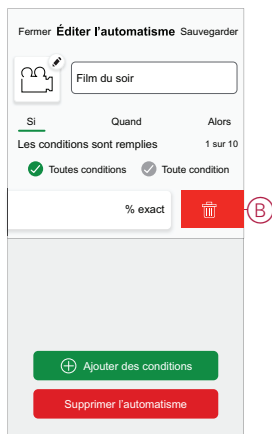 Fermer Éditer l'automatisme Sauvegarder
Film du soir
Si Quand Alors
Les conditions sont remplies 1 sur 10
Toutes conditions Toute condition
% exact
B
Ajouter des conditions
Supprimer l'automatisme